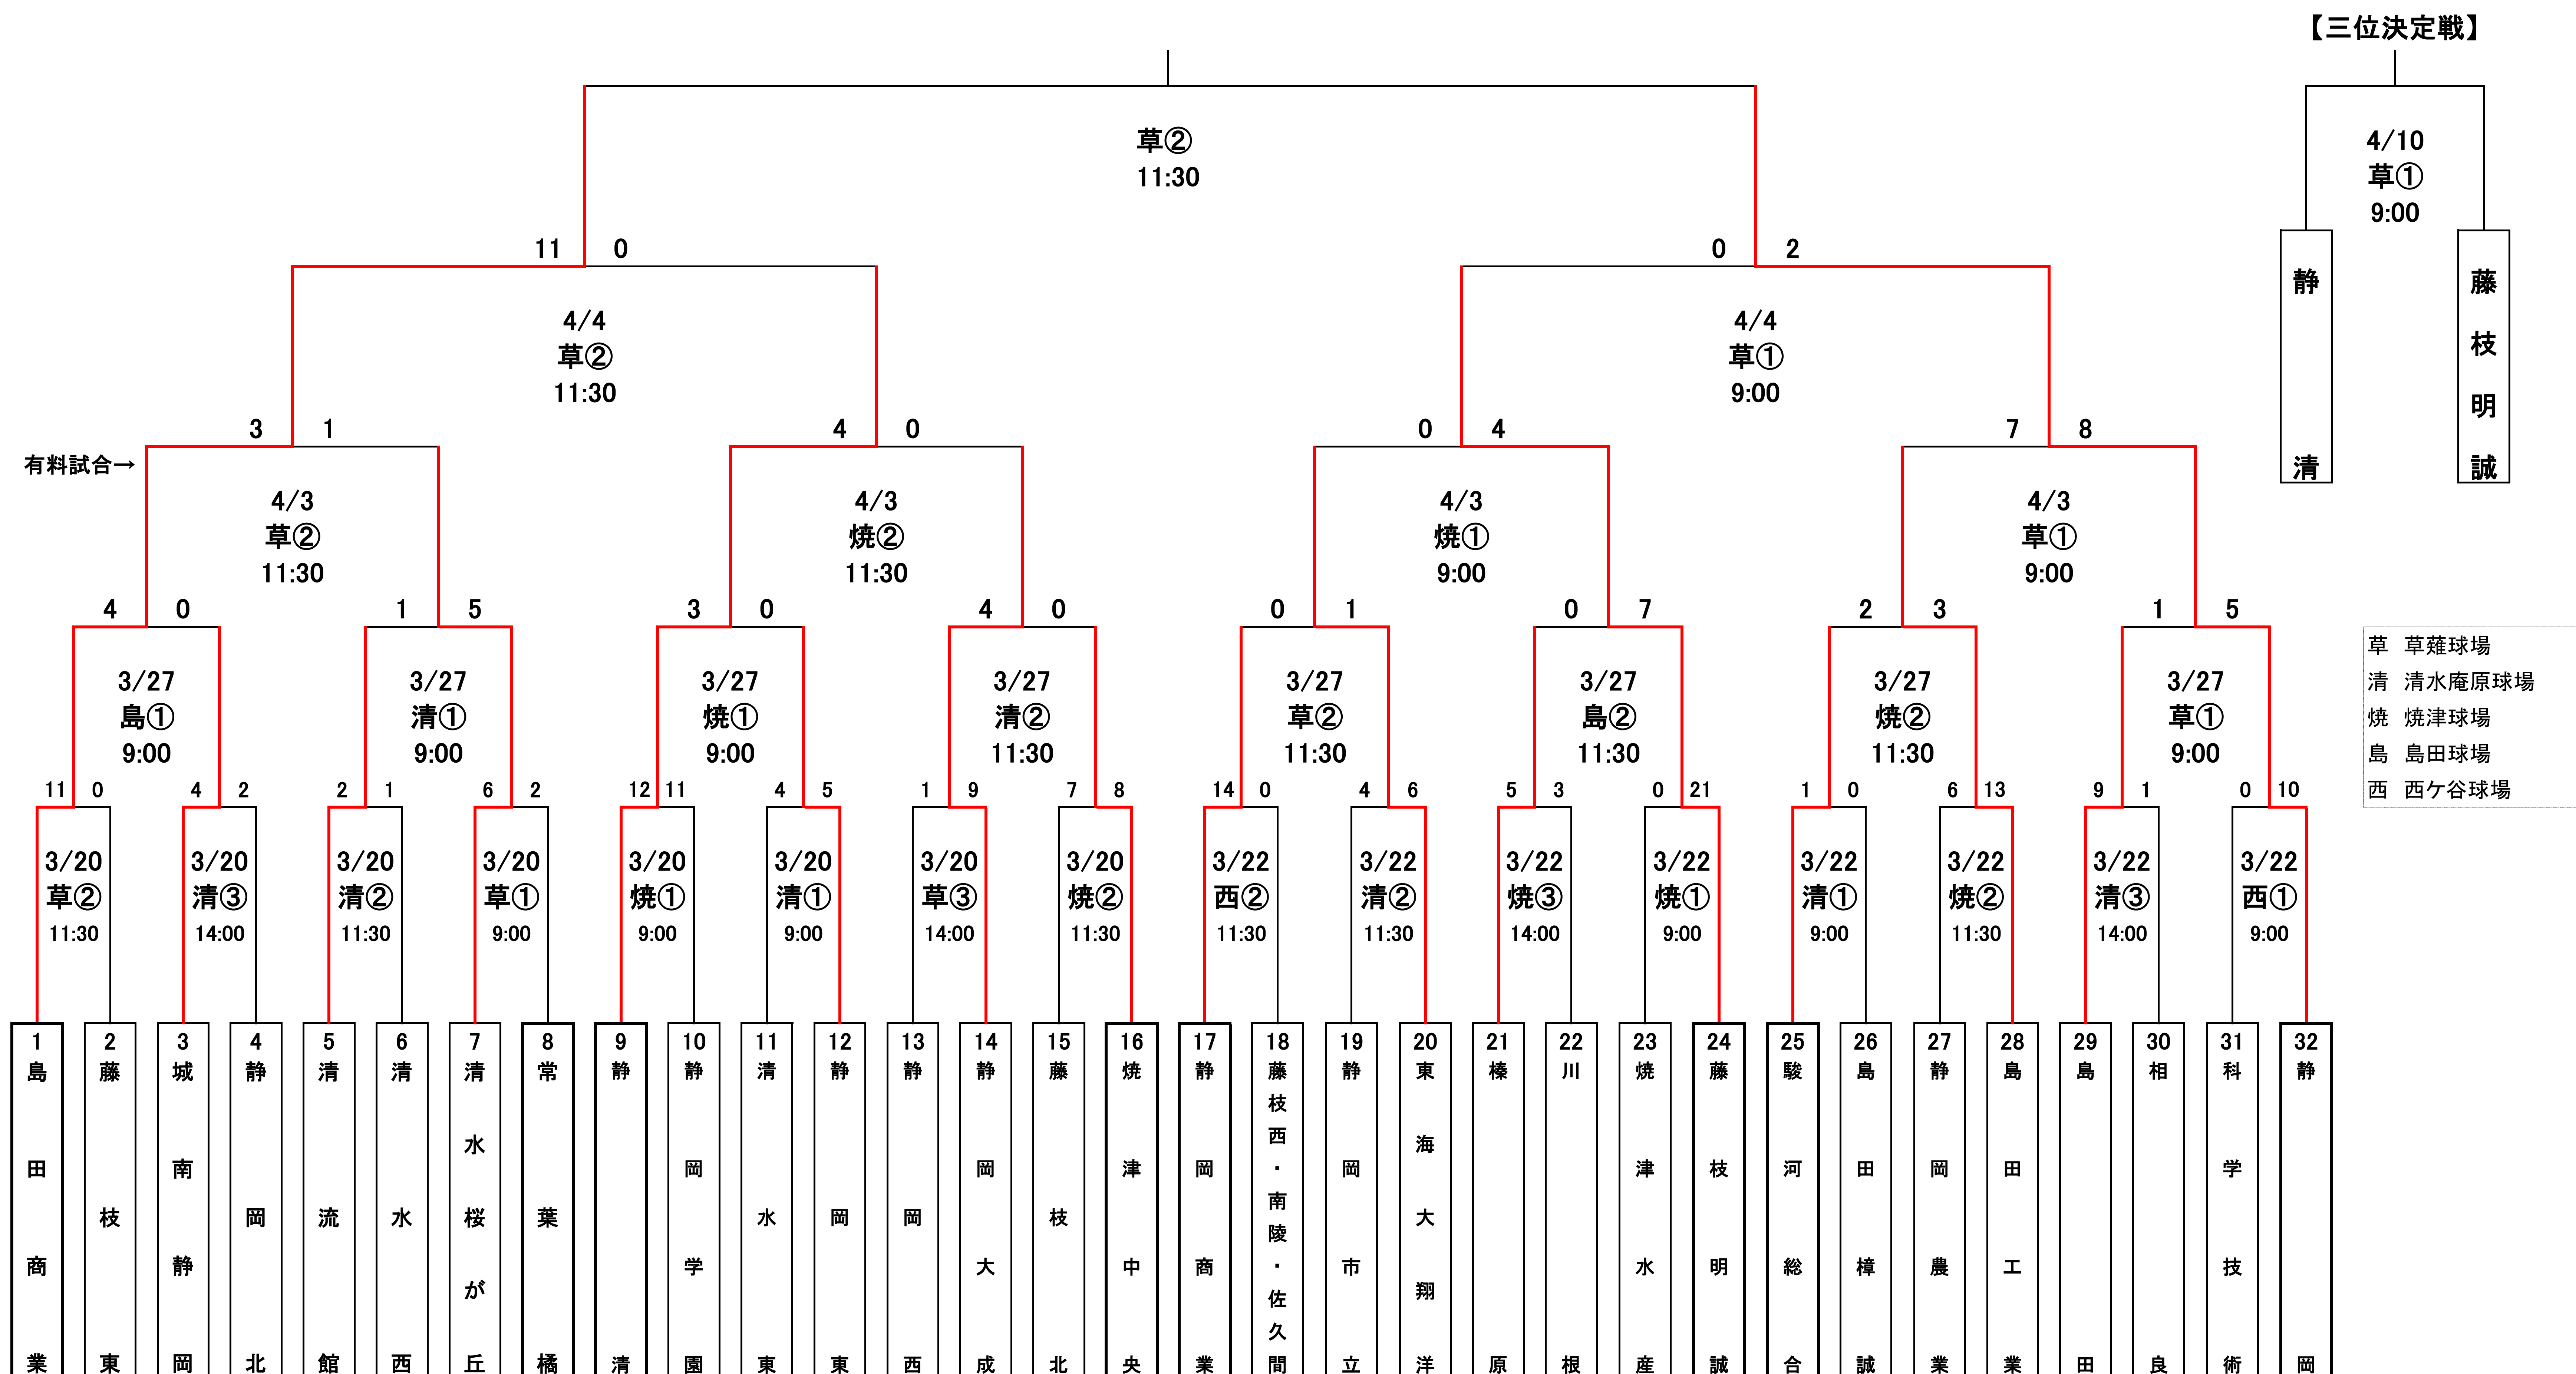 【三位決定戦】
草②
11:30
4/10
草①
9:00
静清
藤枝明誠
11 0
0 2
4/4
草②
11:30
4/4
草①
9:00
3 1
4 0
0 4
7 8
有料試合→
4/3
草②
11:30
4/3
焼②
11:30
4/3
焼①
9:00
4/3
草①
9:00
4 0
1 5
3 0
4 0
0 1
0 7
2 3
1 5
3/27
島①
9:00
3/27
清①
9:00
3/27
焼①
9:00
3/27
清②
11:30
3/27
草②
11:30
3/27
島②
11:30
3/27
焼②
11:30
3/27
草①
9:00
草 草薙球場
清 清水庵原球場
焼 焼津球場
島 島田球場
西 西ケ谷球場
11 0
4 2
2 1
6 2
12 11
4 5
1 9
7 8
14 0
4 6
5 3
0 21
1 0
6 13
9 1
0 10
3/20
草②
11:30
3/20
清③
14:00
3/20
清②
11:30
3/20
草①
9:00
3/20
焼①
9:00
3/20
清①
9:00
3/20
草③
14:00
3/20
焼②
11:30
3/22
西②
11:30
3/22
清②
11:30
3/22
焼③
14:00
3/22
焼①
9:00
3/22
清①
9:00
3/22
焼②
11:30
3/22
清③
14:00
3/22
西①
9:00
1 島田商業
2 藤枝東
3 城南静岡
4 静岡北
5 清流館
6 清水西
7 清水桜が丘
8 常葉橘
9 静清
10 静岡学園
11 清水東
12 静岡東
13 静岡西
14 静岡大成
15 藤枝北
16 焼津中央
17 静岡商業
18 藤枝西・南陵・佐久間
19 静岡市立
20 東海大翔洋
21 榛原
22 川根
23 焼津水産
24 藤枝明誠
25 駿河総合
26 島田樟誠
27 静岡農業
28 島田工業
29 島田
30 相良
31 科学技術
32 静岡